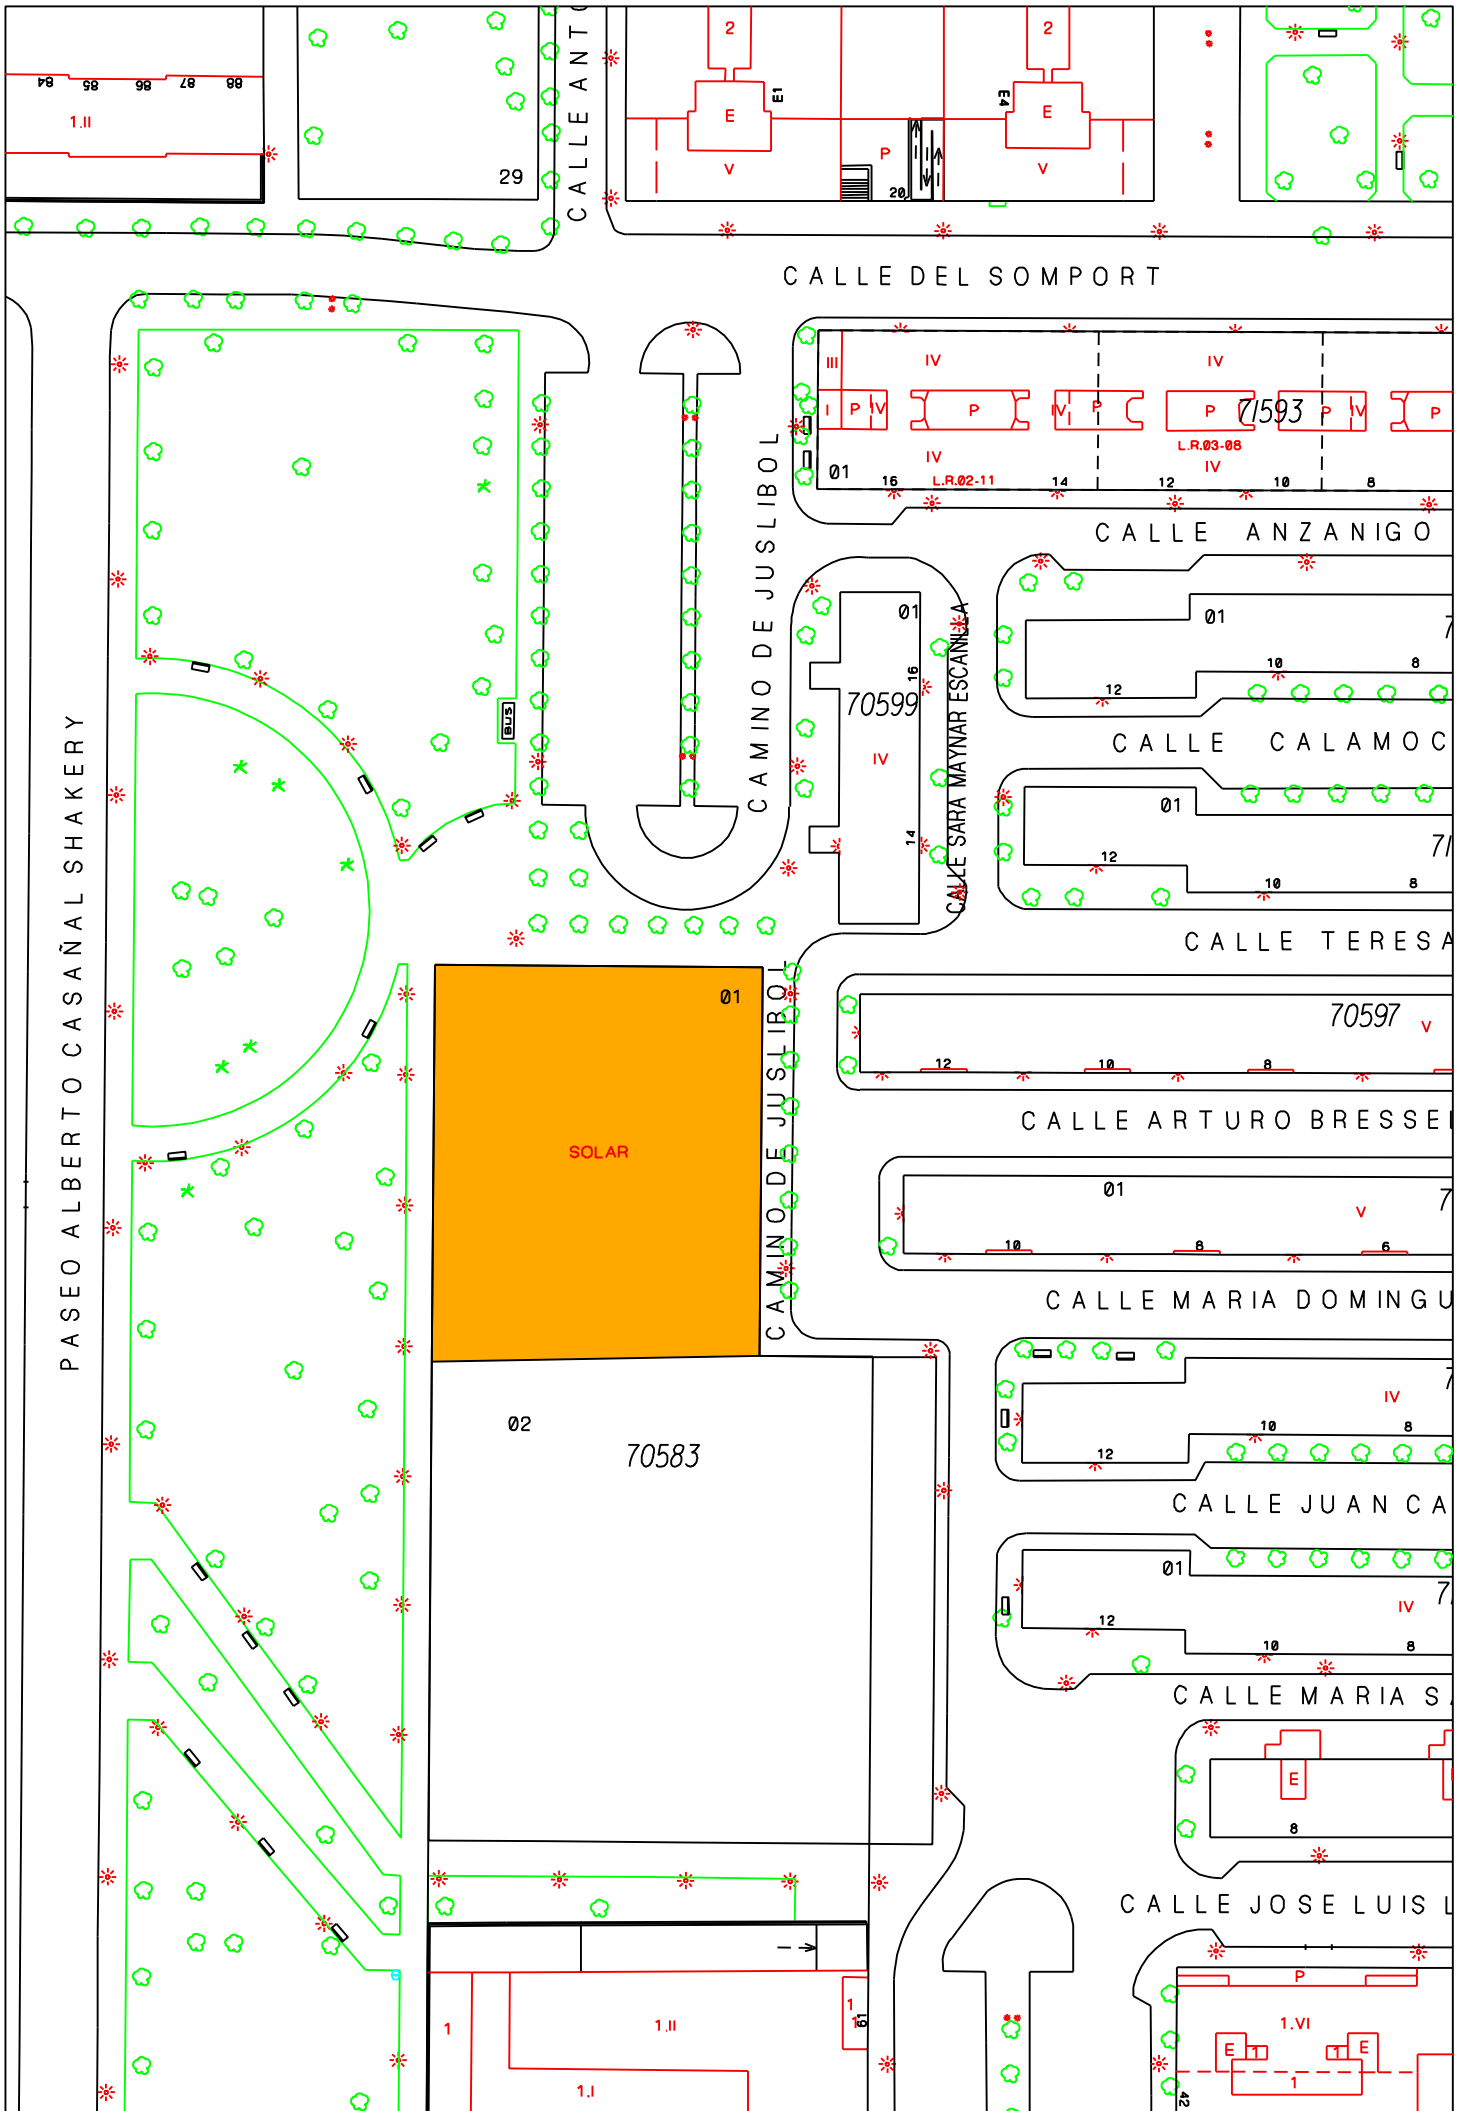 84 85 86 87 88
1.II
29
CALLE ANTO
2
E
E1
V
P
20
2
E
E4
V
CALLE DEL SOMPORT
III
IV
IV
I
P
IV
P
IV
P
P
71593
P
IV
P
L.R.03-08
IV
IV
01
L.R.02-11
16
14
12
10
8
CAMINO DE JUSLIBOL
CALLE ANZANIGO
01
16
70599
IV
14
CALLE SARA MAYNAR ESCANILLA
01
10
8
12
BUS
CALLE CALAMOC
01
12
10
8
71
CALLE TERESA
PASEO ALBERTO CASAÑAL SHAKERY
01
SOLAR
CAMINO DE JUSLIBOL
70597
V
12
10
8
CALLE ARTURO BRESSEL
01
V
10
8
6
CALLE MARIA DOMINGU
02
70583
IV
10
8
12
CALLE JUAN CA
01
IV
12
10
8
CALLE MARIA SA
E
8
CALLE JOSE LUIS L
P
1.VI
E
1
1
E
1
42
1
1.II
1
61
1.I